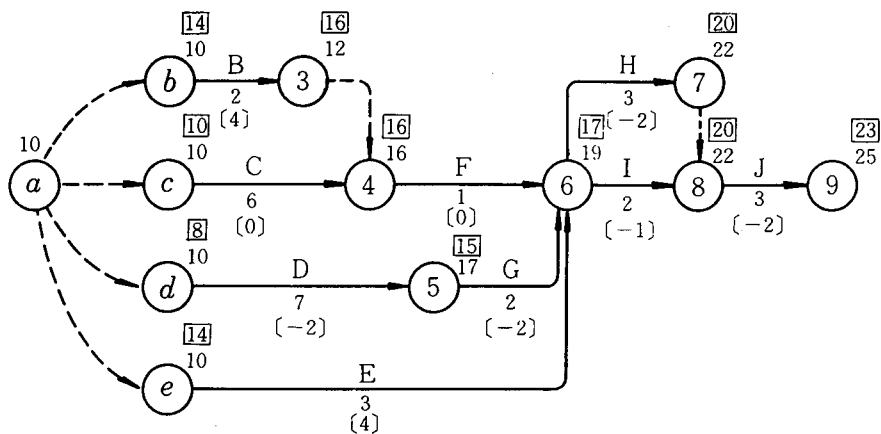 14 16 20
10 12 22
b B 3 H 7
2 3
〔4〕 〔−2〕
10 10 16 17 20 23
a c 10 C 4 16 F 6 19 I 8 22 J 9 25
6 1 2 3
〔0〕 〔0〕 〔−1〕 〔−2〕
8 15
10 17
d D 5 G
7 2
〔−2〕 〔−2〕
14
10
e E
3
〔4〕